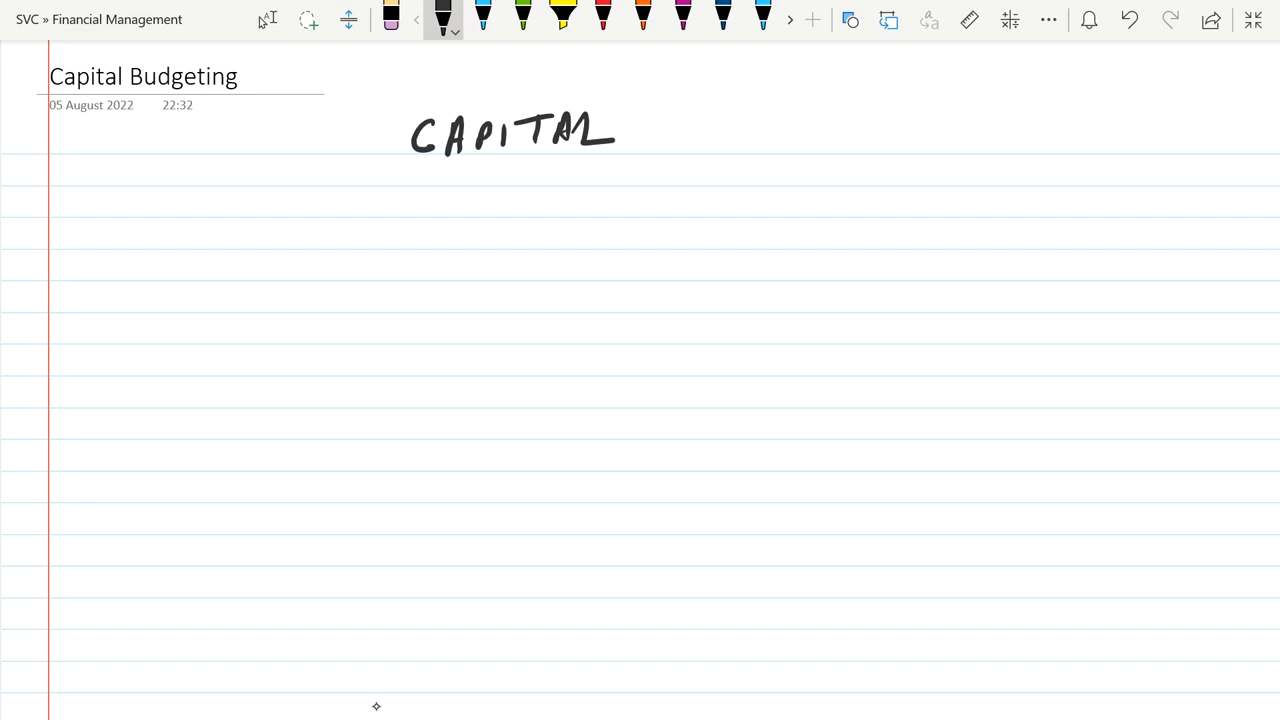 SVC » Financial Management
Capital Budgeting
05 August 2022 22:32
CAPITAL